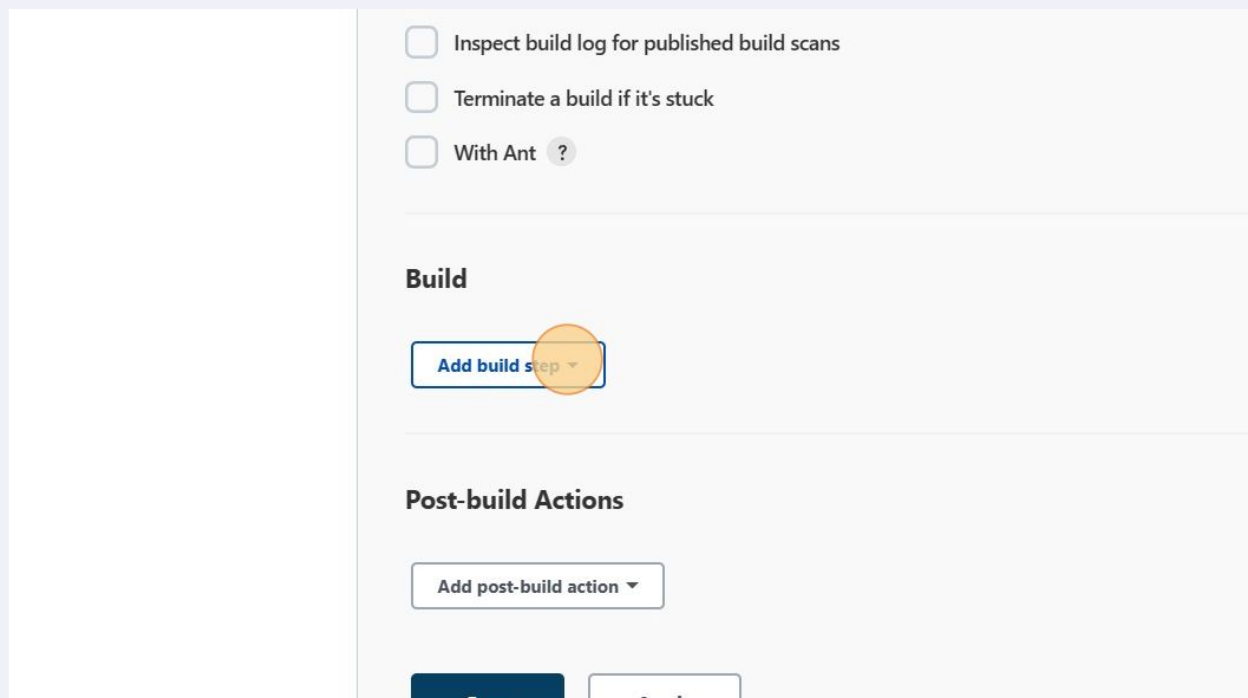 Inspect build log for published build scans
Terminate a build if it's stuck
With Ant ?
Build
Add build step
Post-build Actions
Add post-build action